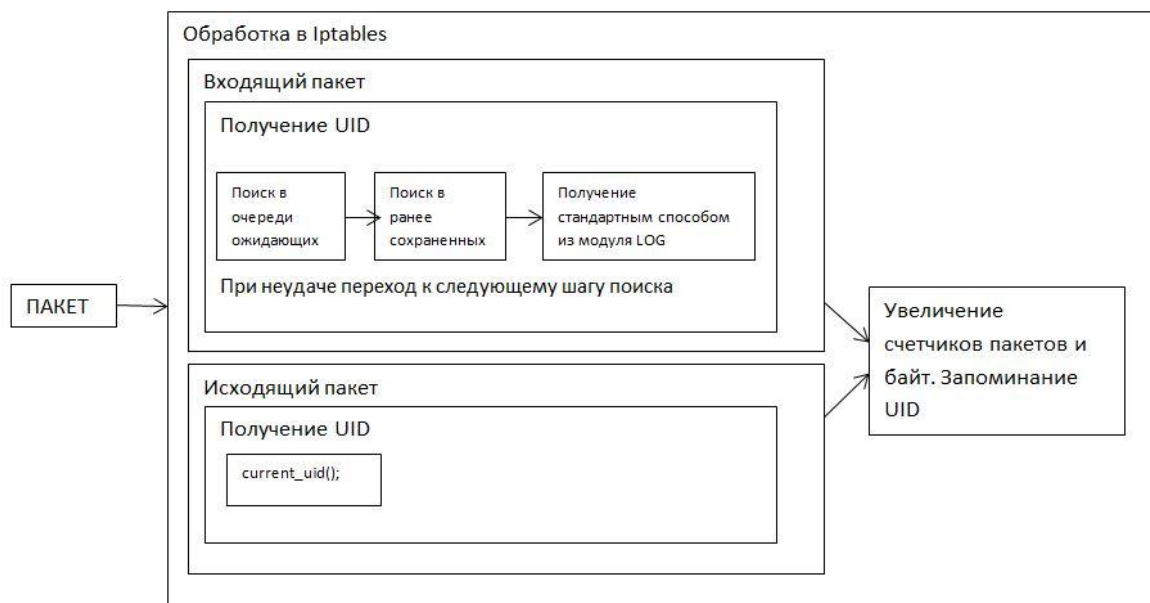 Обработка в Iptables
Входящий пакет
Получение UID
Поиск в
очереди
ожидающих
Поиск в
ранее
сохраненных
Получение
стандартным способом
из модуля LOG
При неудаче переход к следующему шагу поиска
ПАКЕТ
Исходящий пакет
Получение UID
current_uid();
Увеличение
счетчиков пакетов и
байт. Запоминание
UID